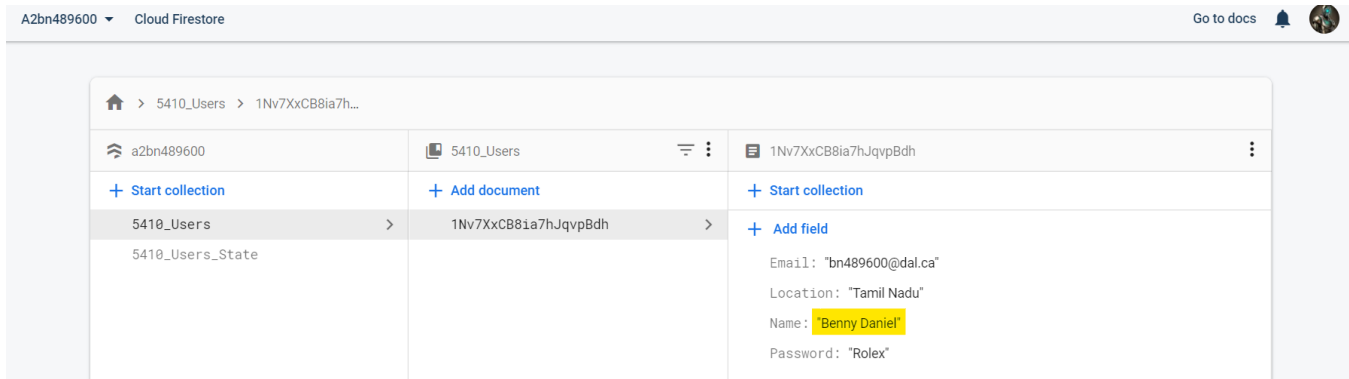 A2bn489600 Cloud Firestore Go to docs
5410_Users > 1Nv7XxCB8ia7h...
a2bn489600 5410_Users 1Nv7XxCB8ia7hJqvpBdh
+ Start collection + Add document + Start collection
5410_Users > 1Nv7XxCB8ia7hJqvpBdh > + Add field
5410_Users_State
Email: "bn489600@dal.ca"
Location: "Tamil Nadu"
Name: "Benny Daniel"
Password: "Rolex"